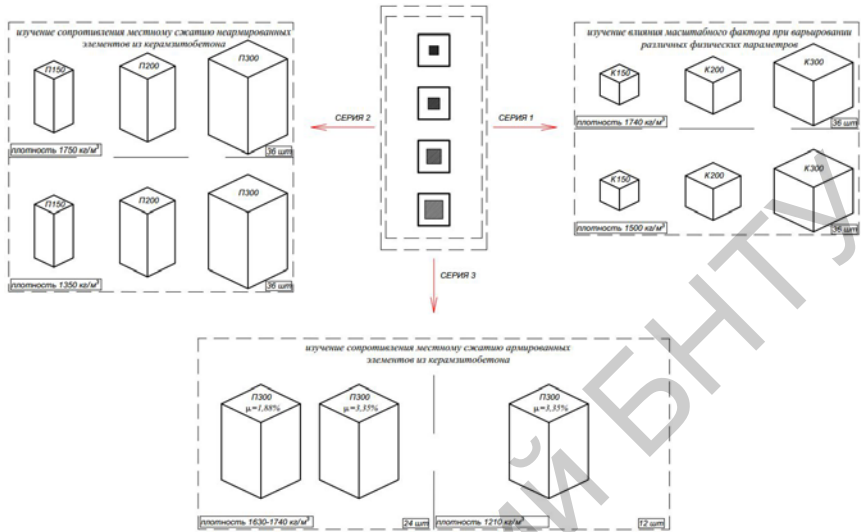 изучение сопротивления местному сжатию неармированных
элементов из керамзитобетона
П150
П200
П300
плотность 1750 кг/м³
36 шт
П150
П200
П300
плотность 1350 кг/м³
36 шт
СЕРИЯ 2
СЕРИЯ 1
СЕРИЯ 3
изучение влияния масштабного фактора при варьировании
различных физических параметров
К150
К200
К300
плотность 1740 кг/м³
36 шт
К150
К200
К300
плотность 1500 кг/м³
36 шт
изучение сопротивления местному сжатию армированных
элементов из керамзитобетона
П300
μ=1,88%
П300
μ=3,35%
П300
μ=3,35%
плотность 1630-1740 кг/м³
24 шт
плотность 1210 кг/м³
12 шт
ИЙ БНТУ